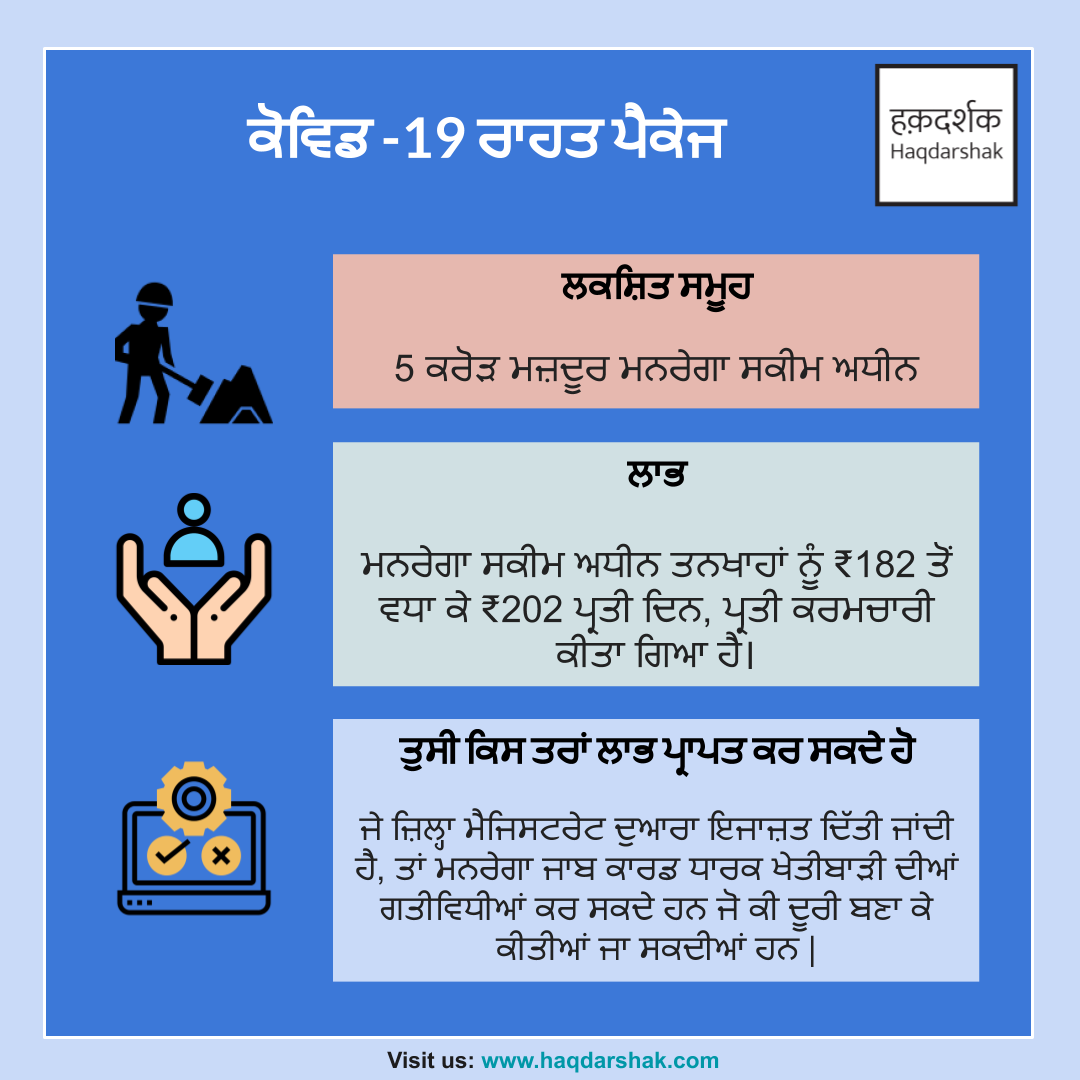 ਕੋਵਿਡ -19 ਰਾਹਤ ਪੈਕੇਜ
हक़दर्शक
Haqdarshak
ਲਕਸ਼ਿਤ ਸਮੂਹ
5 ਕਰੋੜ ਮਜ਼ਦੂਰ ਮਨਰੇਗਾ ਸਕੀਮ ਅਧੀਨ
ਲਾਭ
ਮਨਰੇਗਾ ਸਕੀਮ ਅਧੀਨ ਤਨਖਾਹਾਂ ਨੂੰ ₹182 ਤੋਂ
ਵਧਾ ਕੇ ₹202 ਪ੍ਰਤੀ ਦਿਨ, ਪ੍ਰਤੀ ਕਰਮਚਾਰੀ
ਕੀਤਾ ਗਿਆ ਹੈ।
ਤੁਸੀ ਕਿਸ ਤਰਾਂ ਲਾਭ ਪ੍ਰਾਪਤ ਕਰ ਸਕਦੇ ਹੋ
ਜੇ ਜ਼ਿਲ੍ਹਾ ਮੈਜਿਸਟਰੇਟ ਦੁਆਰਾ ਇਜਾਜ਼ਤ ਦਿੱਤੀ ਜਾਂਦੀ
ਹੈ, ਤਾਂ ਮਨਰੇਗਾ ਜਾਬ ਕਾਰਡ ਧਾਰਕ ਖੇਤੀਬਾੜੀ ਦੀਆਂ
ਗਤੀਵਿਧੀਆਂ ਕਰ ਸਕਦੇ ਹਨ ਜੋ ਕੀ ਦੂਰੀ ਬਣਾ ਕੇ
ਕੀਤੀਆਂ ਜਾ ਸਕਦੀਆਂ ਹਨ |
Visit us: www.haqdarshak.com